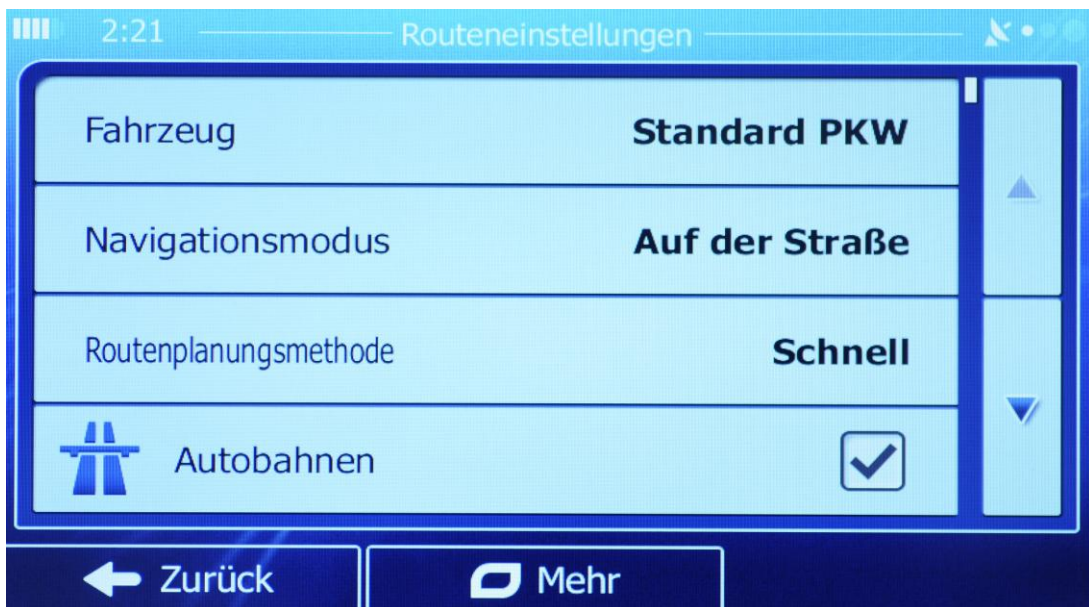 2:21 Routeneinstellungen
Fahrzeug Standard PKW
Navigationsmodus Auf der Straße
Routenplanungsmethode Schnell
Autobahnen
Zurück Mehr